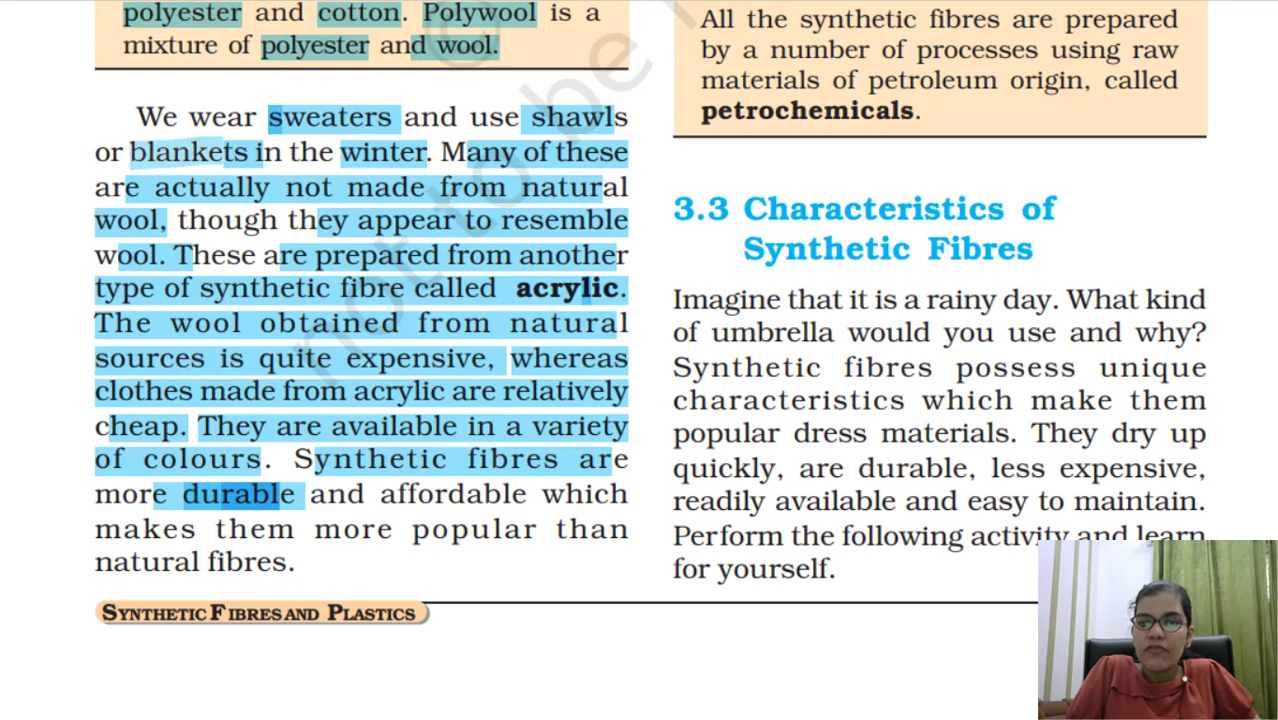 polyester and cotton. Polywool is a
mixture of polyester and wool.
We wear sweaters and use shawls
or blankets in the winter. Many of these
are actually not made from natural
wool, though they appear to resemble
wool. These are prepared from another
type of synthetic fibre called acrylic.
The wool obtained from natural
sources is quite expensive, whereas
clothes made from acrylic are relatively
cheap. They are available in a variety
of colours. Synthetic fibres are
more durable and affordable which
makes them more popular than
natural fibres.
SYNTHETIC FIBRES AND PLASTICS
All the synthetic fibres are prepared
by a number of processes using raw
materials of petroleum origin, called
petrochemicals.
3.3 Characteristics of
Synthetic Fibres
Imagine that it is a rainy day. What kind
of umbrella would you use and why?
Synthetic fibres possess unique
characteristics which make them
popular dress materials. They dry up
quickly, are durable, less expensive,
readily available and easy to maintain.
Perform the following activity and learn
for yourself.
not to be